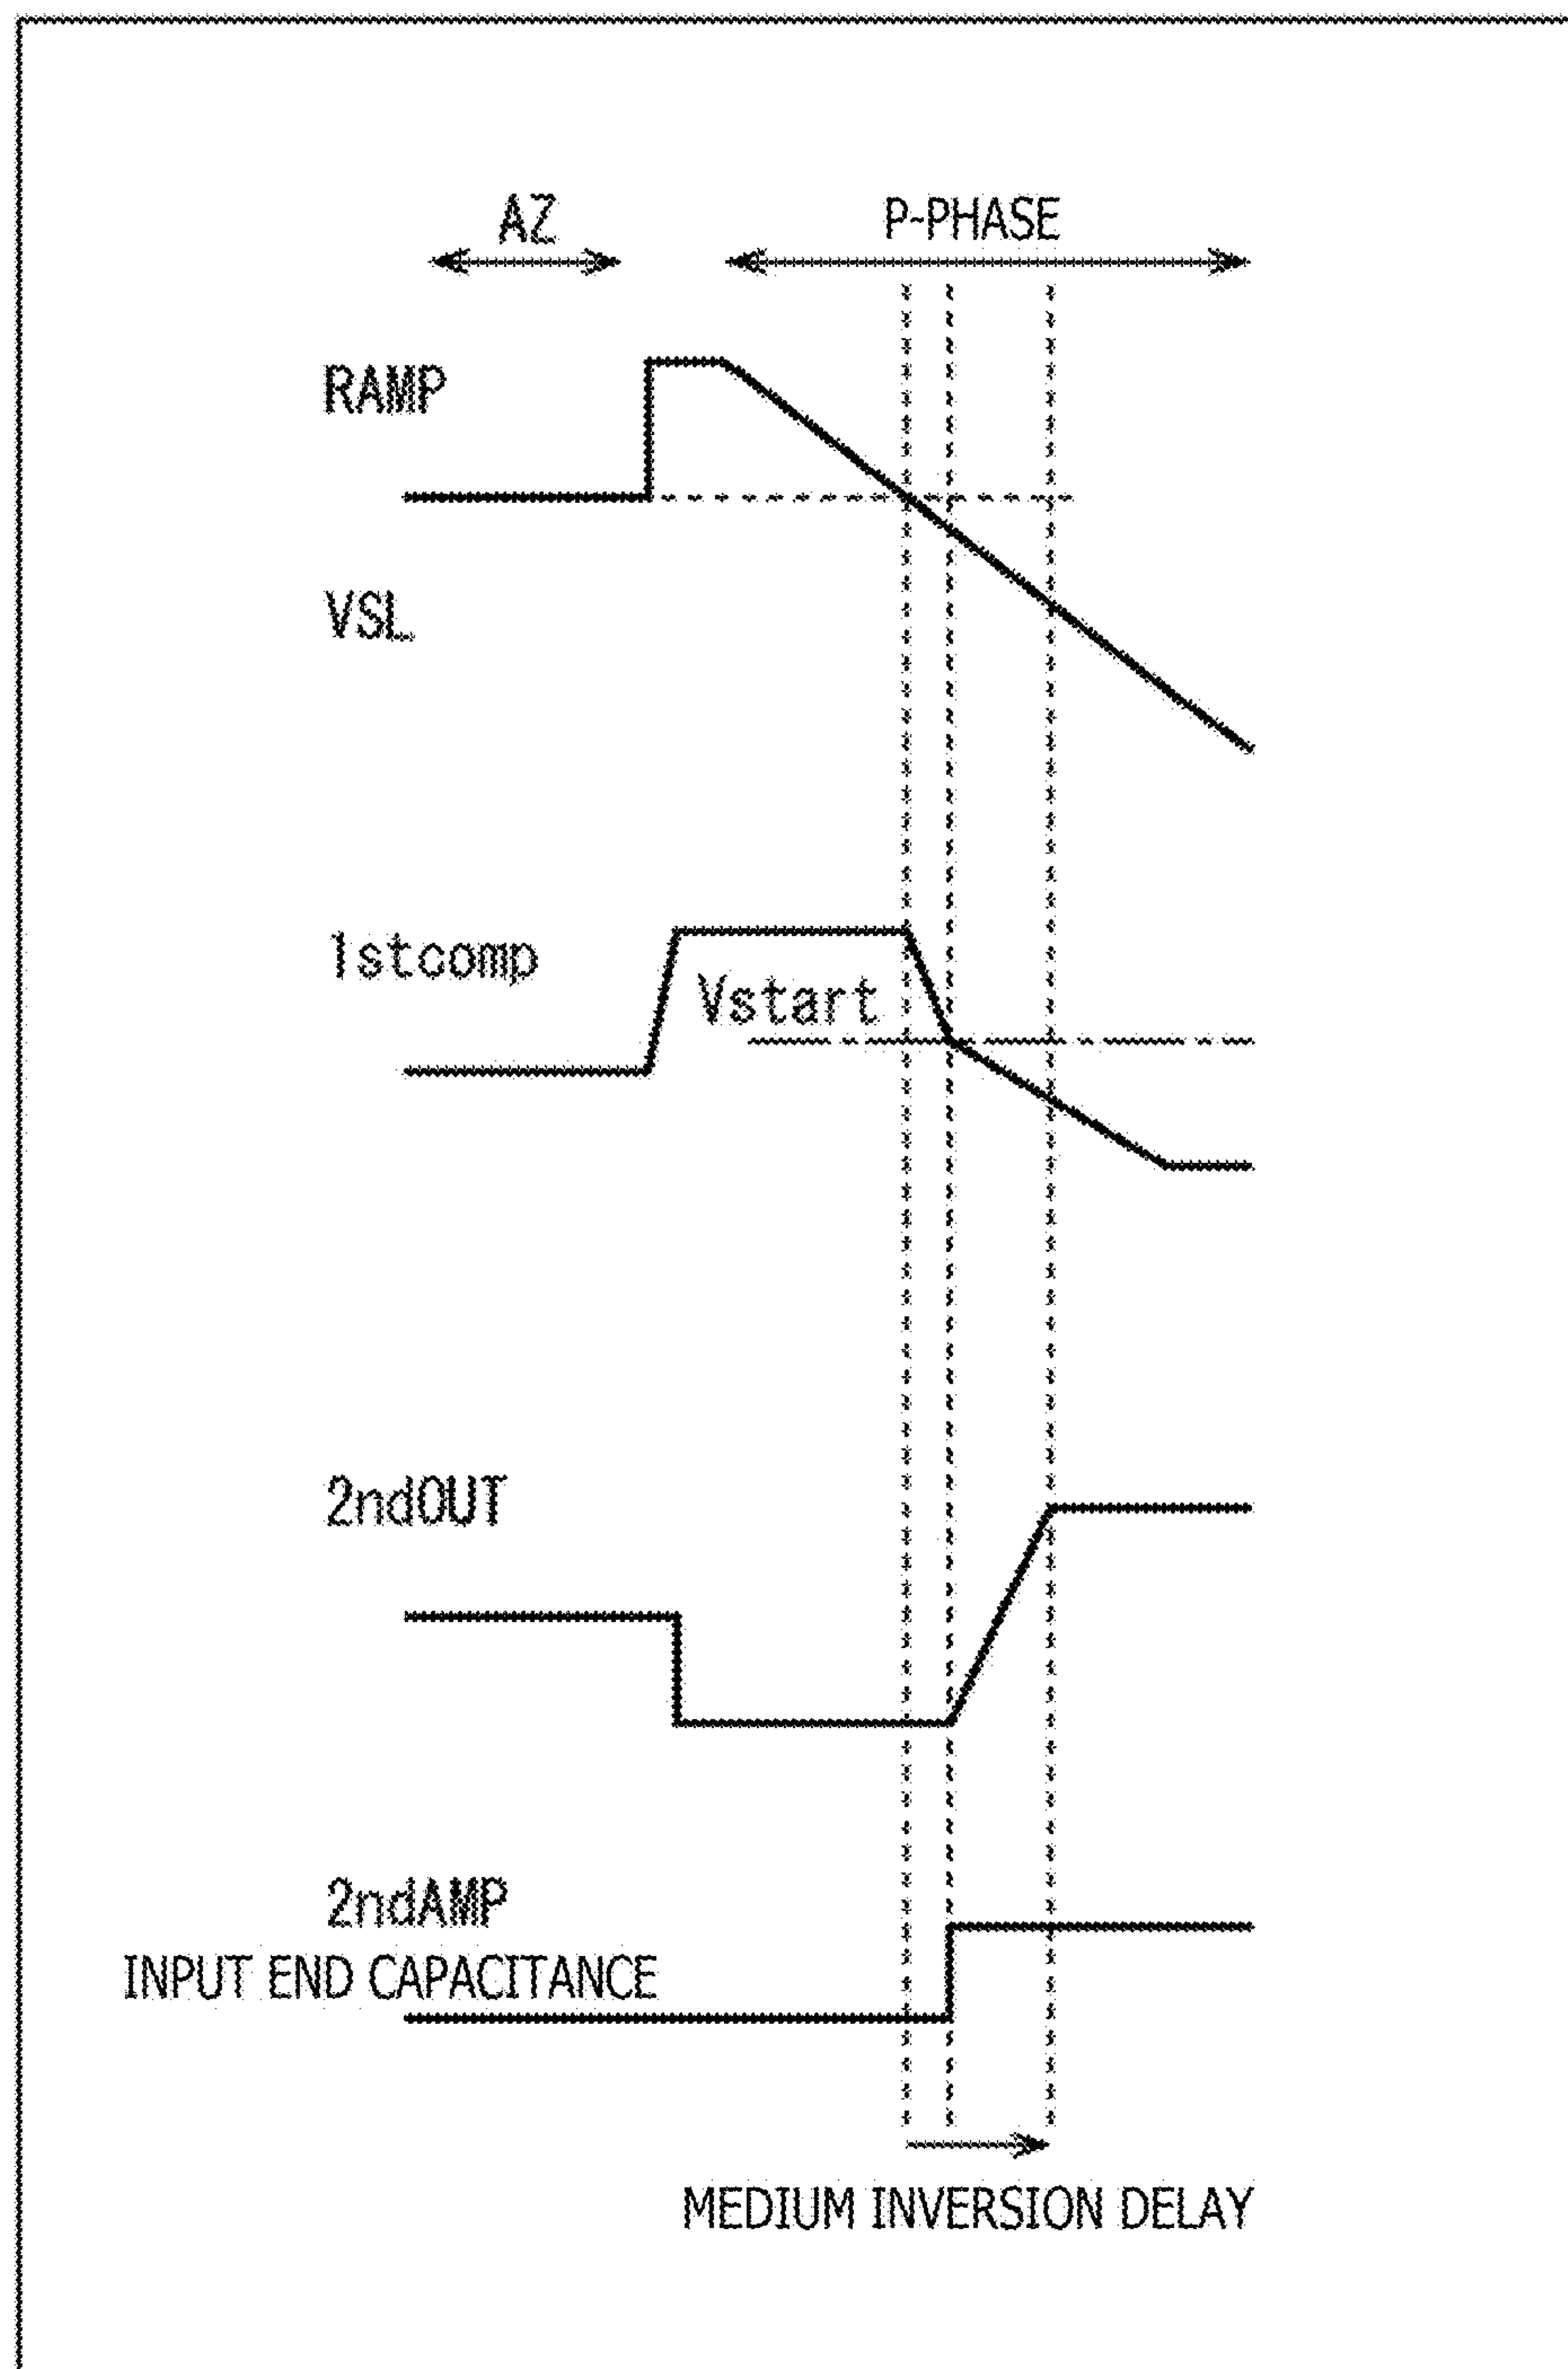 AZ
P-PHASE
RAMP
VSL
1stcomp
Vstart
2ndOUT
2ndAMP
INPUT END CAPACITANCE
MEDIUM INVERSION DELAY